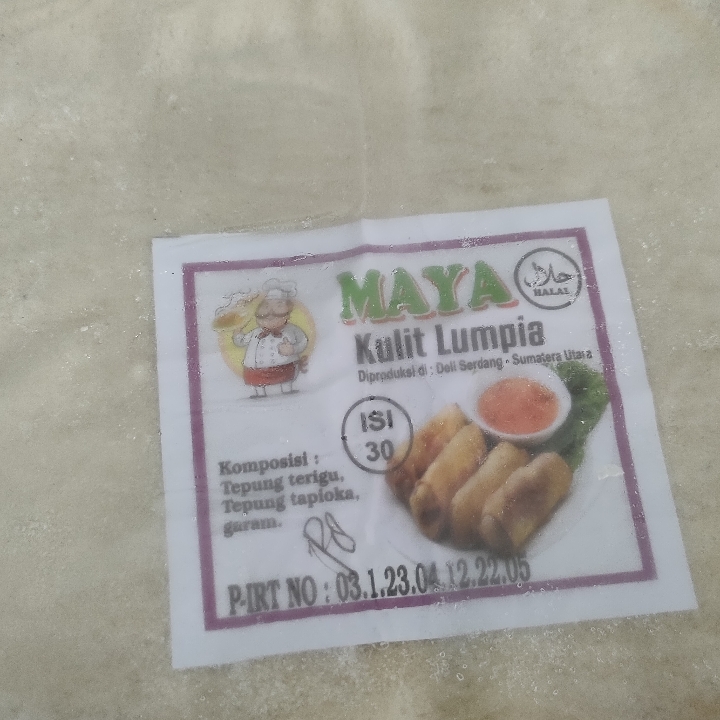 MAYA
حلال
HALAL
Kulit Lumpia
Diproduksi di : Deli Serdang - Sumatera Utara
ISI
30
Komposisi :
Tepung terigu,
Tepung tapioka,
garam.
P-IRT NO : 03.1.23.04.12.22.05